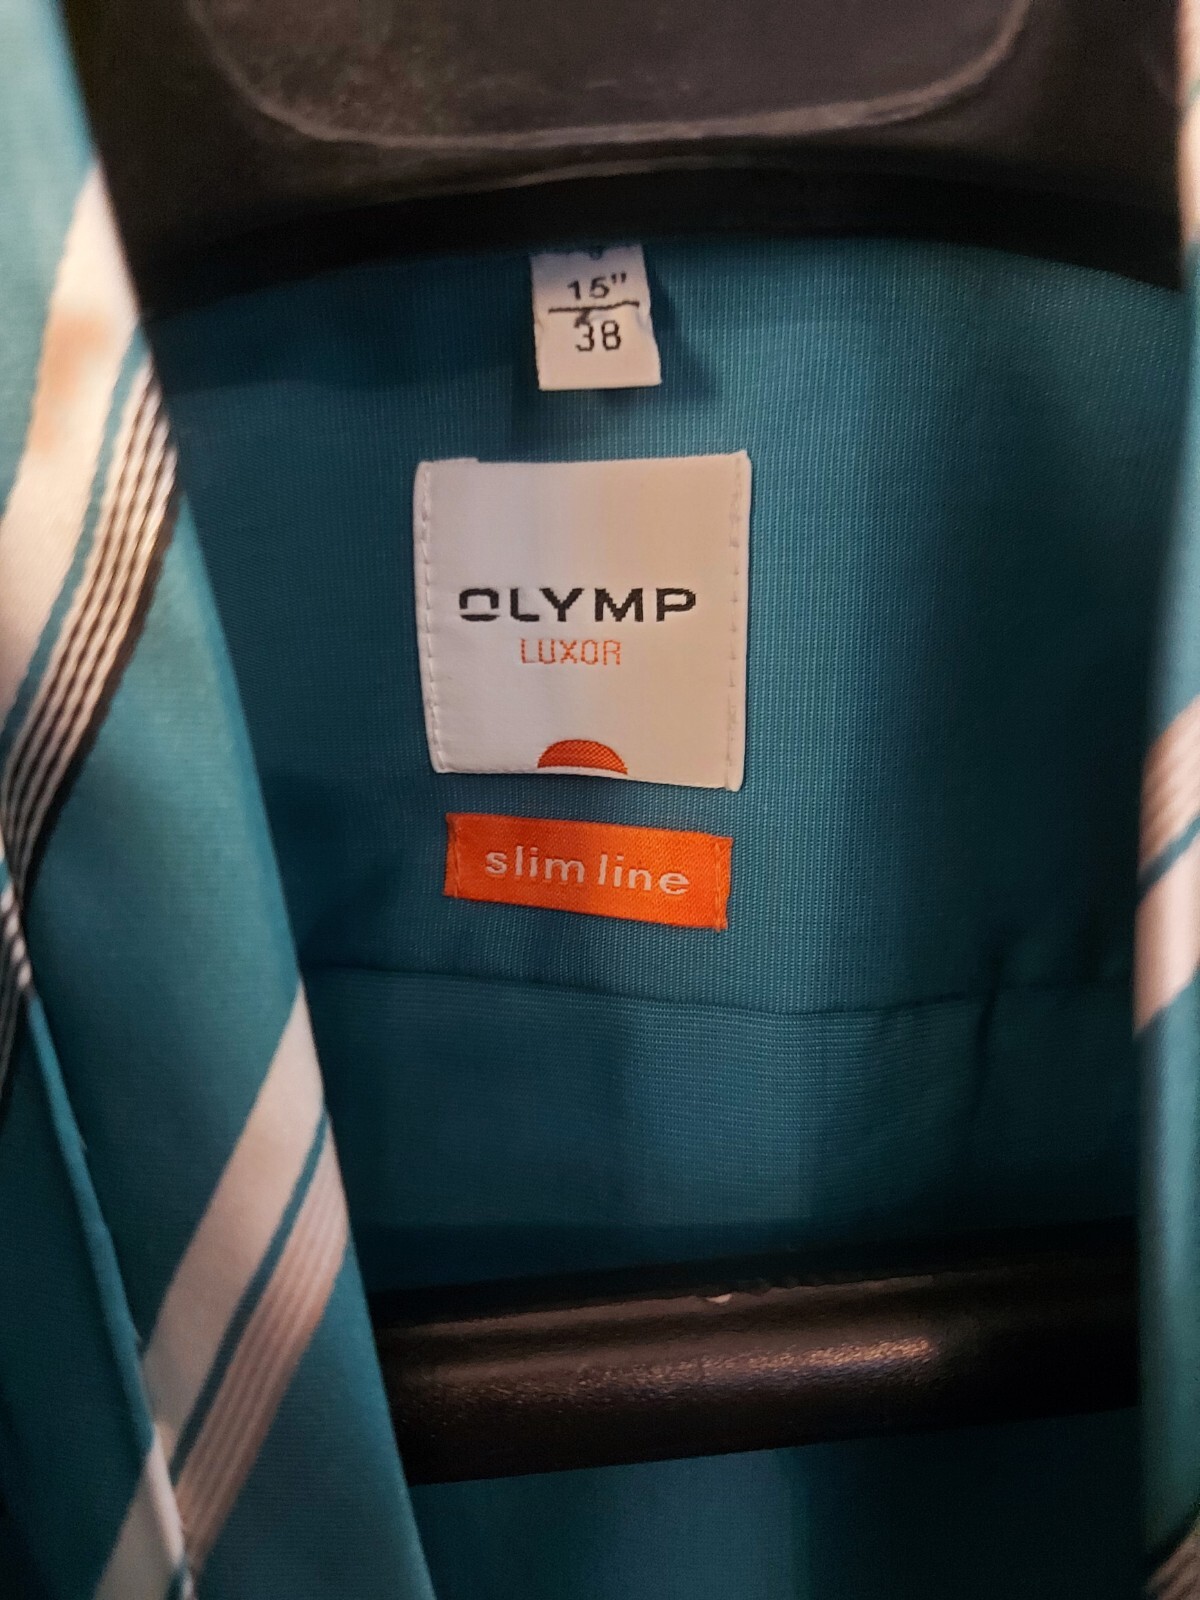 15"
38
OLYMP
LUXOR
slim line